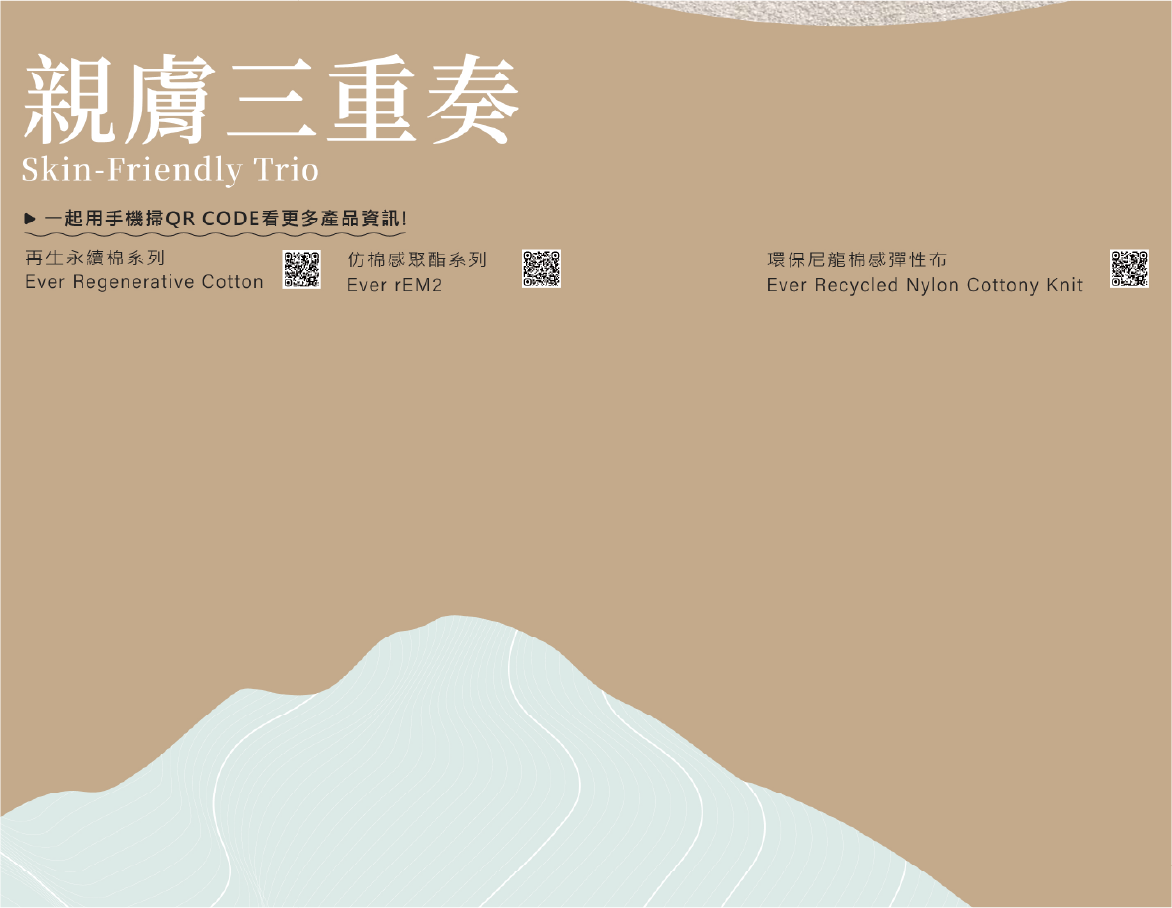 親膚三重奏
Skin-Friendly Trio
▶ 一起用手機掃QR CODE看更多產品資訊!
再生永續棉系列
Ever Regenerative Cotton
仿棉感聚酯系列
Ever rEM2
環保尼龍棉感彈性布
Ever Recycled Nylon Cottony Knit